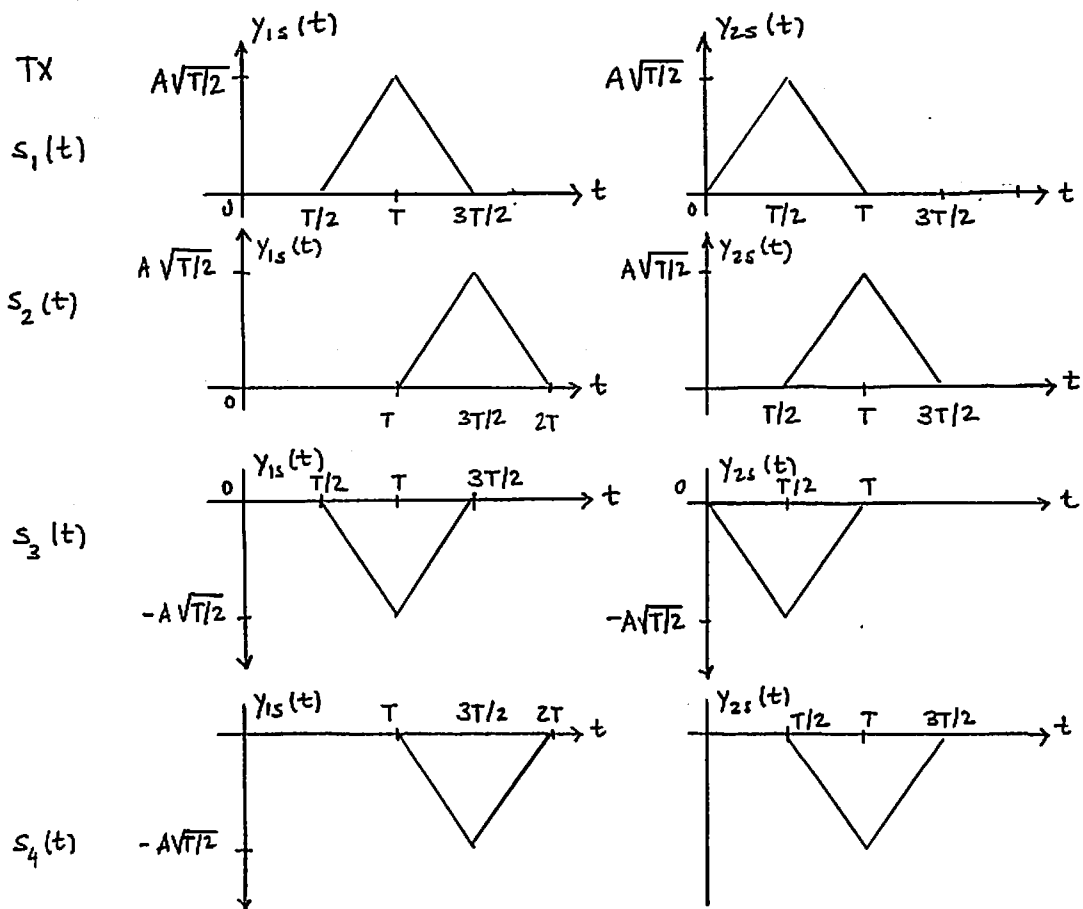 TX
y₁ₛ(t)
y₂ₛ(t)
A√T/2
A√T/2
s₁(t)
t
t
0
T/2
T
3T/2
0
T/2
T
3T/2
y₁ₛ(t)
y₂ₛ(t)
A√T/2
A√T/2
s₂(t)
t
t
0
T
3T/2
2T
T/2
T
3T/2
y₁ₛ(t)
y₂ₛ(t)
0
T/2
T
3T/2
t
0
T/2
T
t
s₃(t)
-A√T/2
-A√T/2
y₁ₛ(t)
T
3T/2
2T
t
y₂ₛ(t)
T/2
T
3T/2
t
s₄(t)
-A√T/2